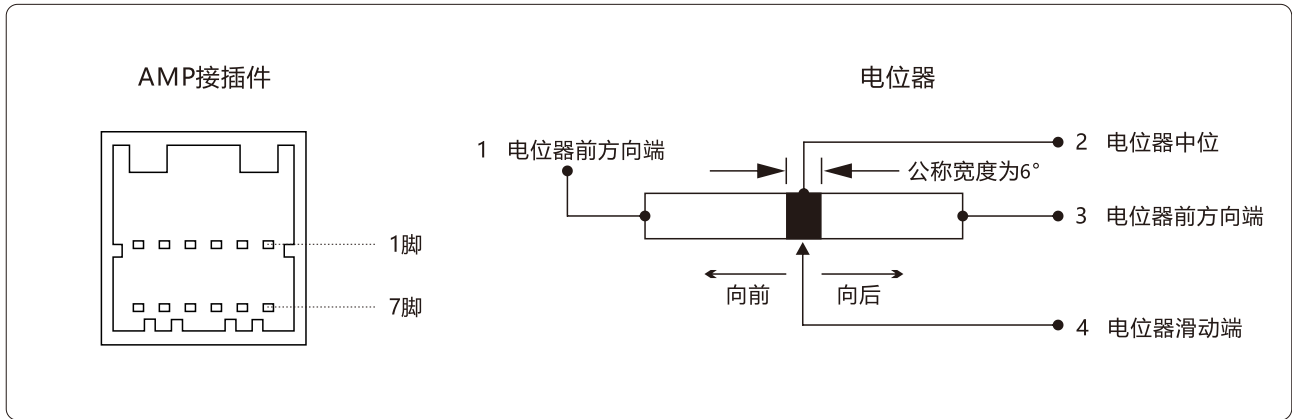 AMP接插件
1脚
7脚
电位器
1 电位器前方向端
2 电位器中位
公称宽度为6°
3 电位器前方向端
向前
向后
4 电位器滑动端